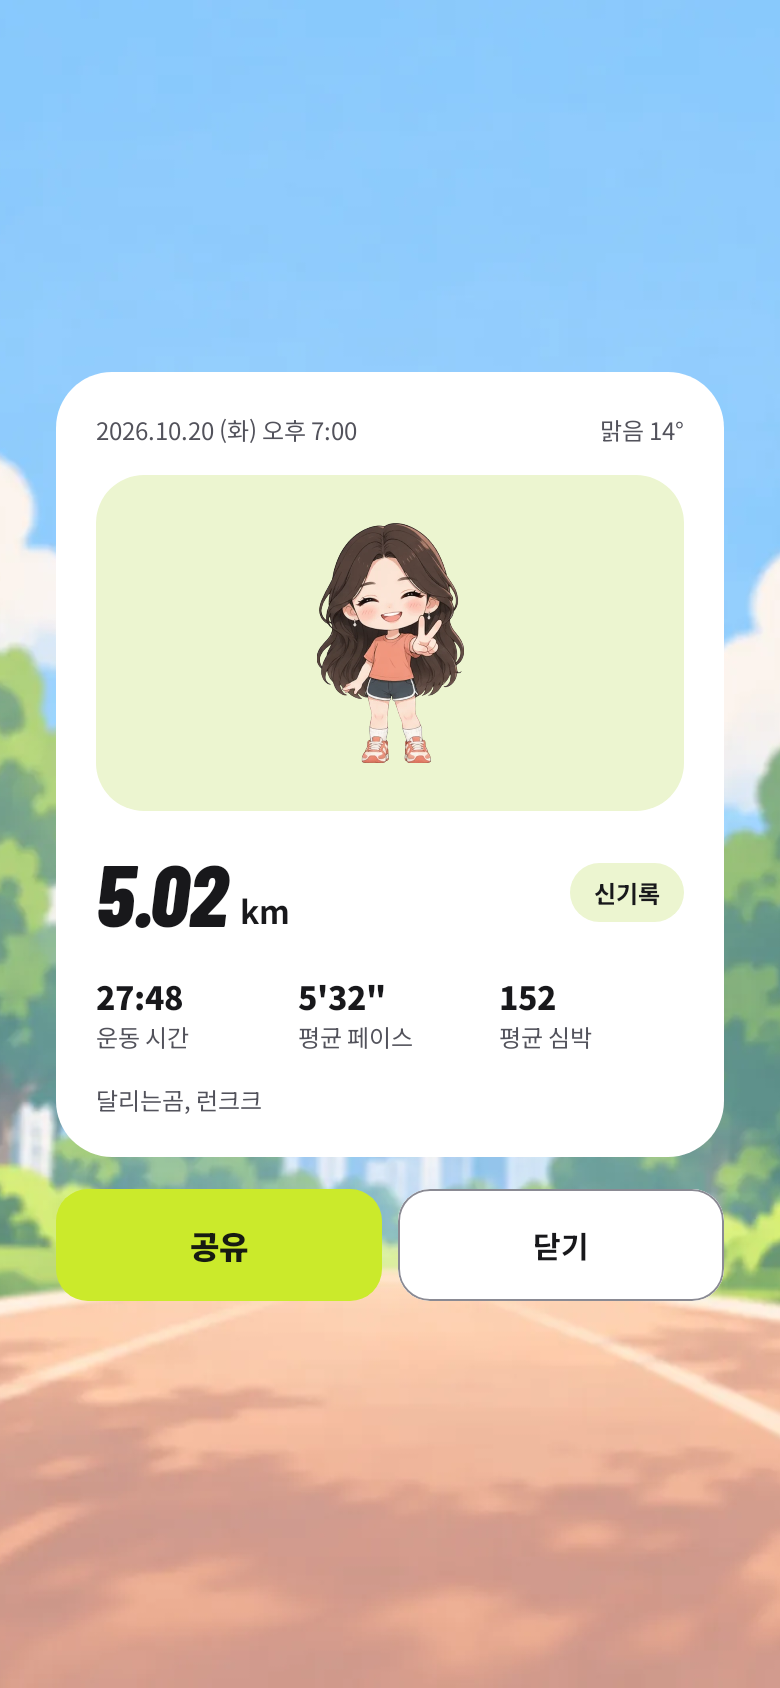 2026.10.20 (화) 오후 7:00 맑음 14°
5.02 km 신기록
27:48 5'32" 152
운동 시간 평균 페이스 평균 심박
달리는곰, 런크크
공유 닫기